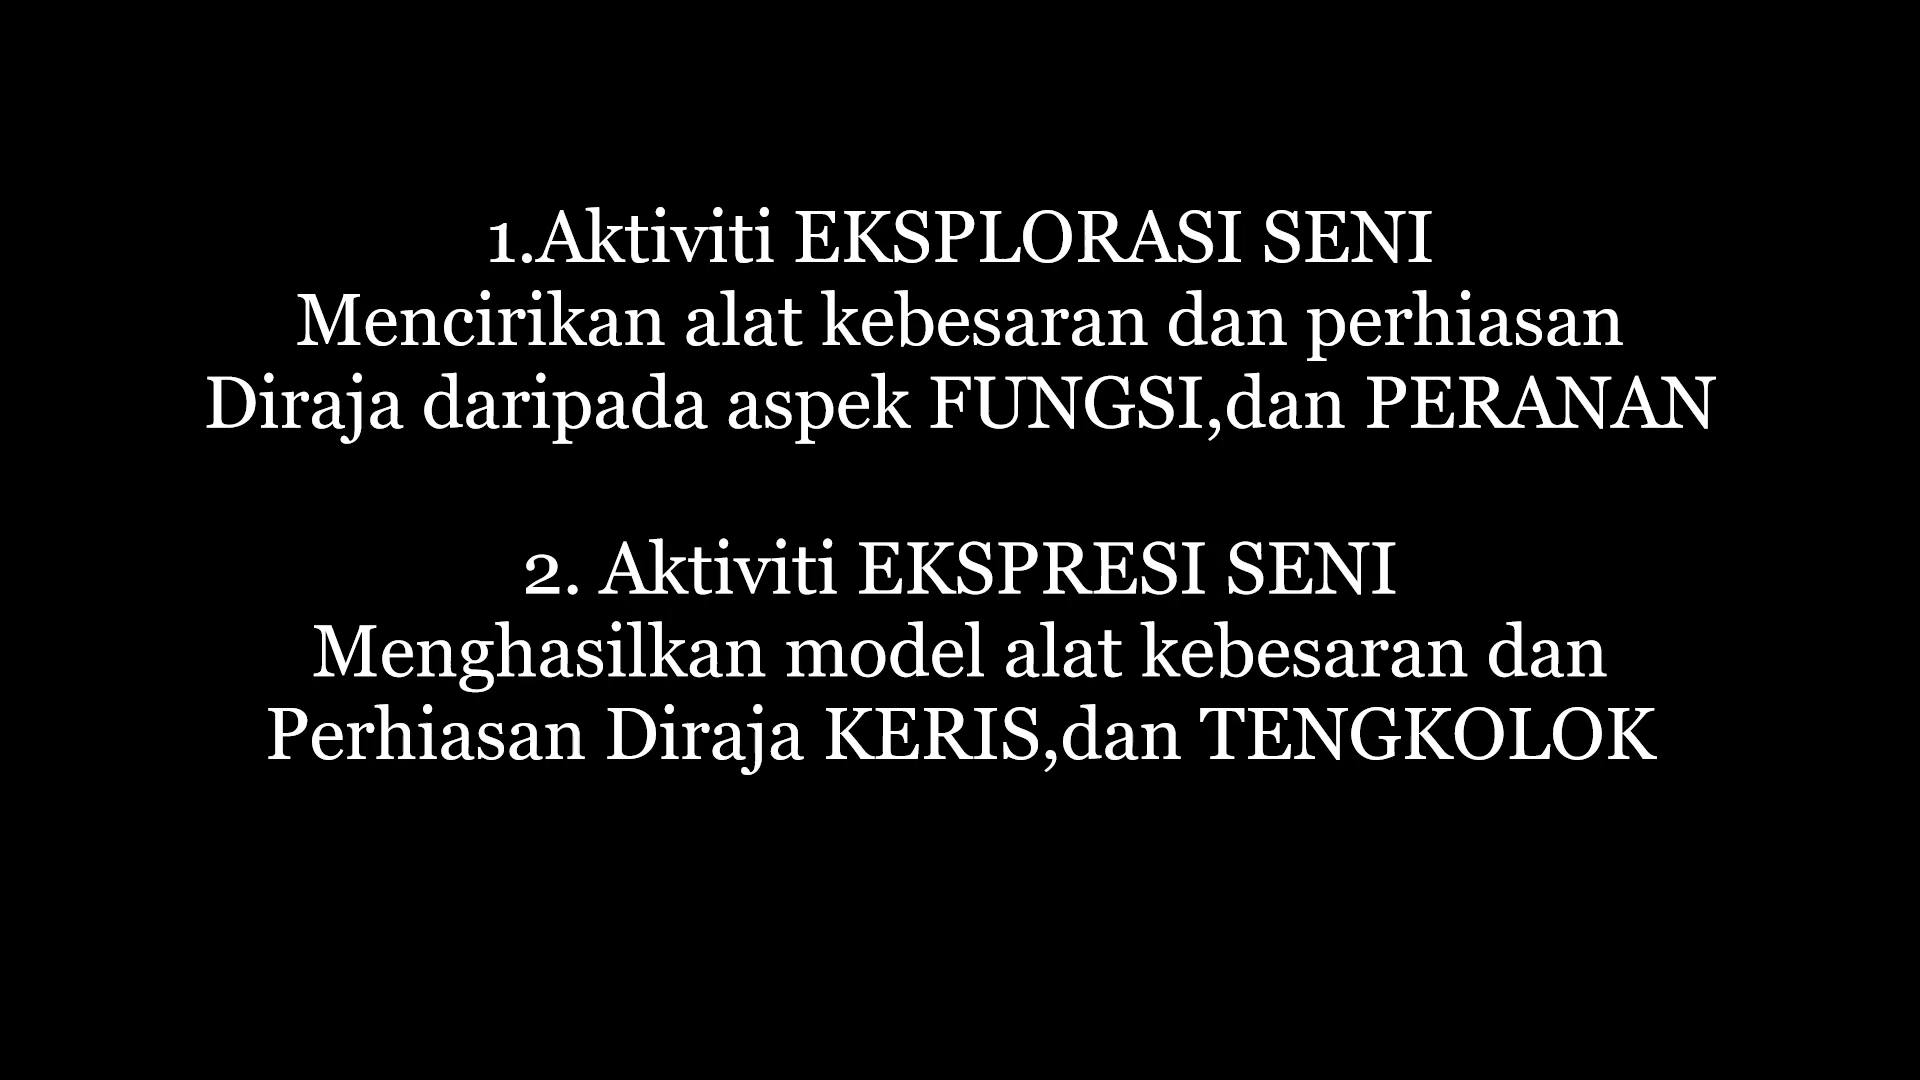 1.Aktiviti EKSPLORASI SENI
Mencirikan alat kebesaran dan perhiasan
Diraja daripada aspek FUNGSI,dan PERANAN
2. Aktiviti EKSPRESI SENI
Menghasilkan model alat kebesaran dan
Perhiasan Diraja KERIS,dan TENGKOLOK